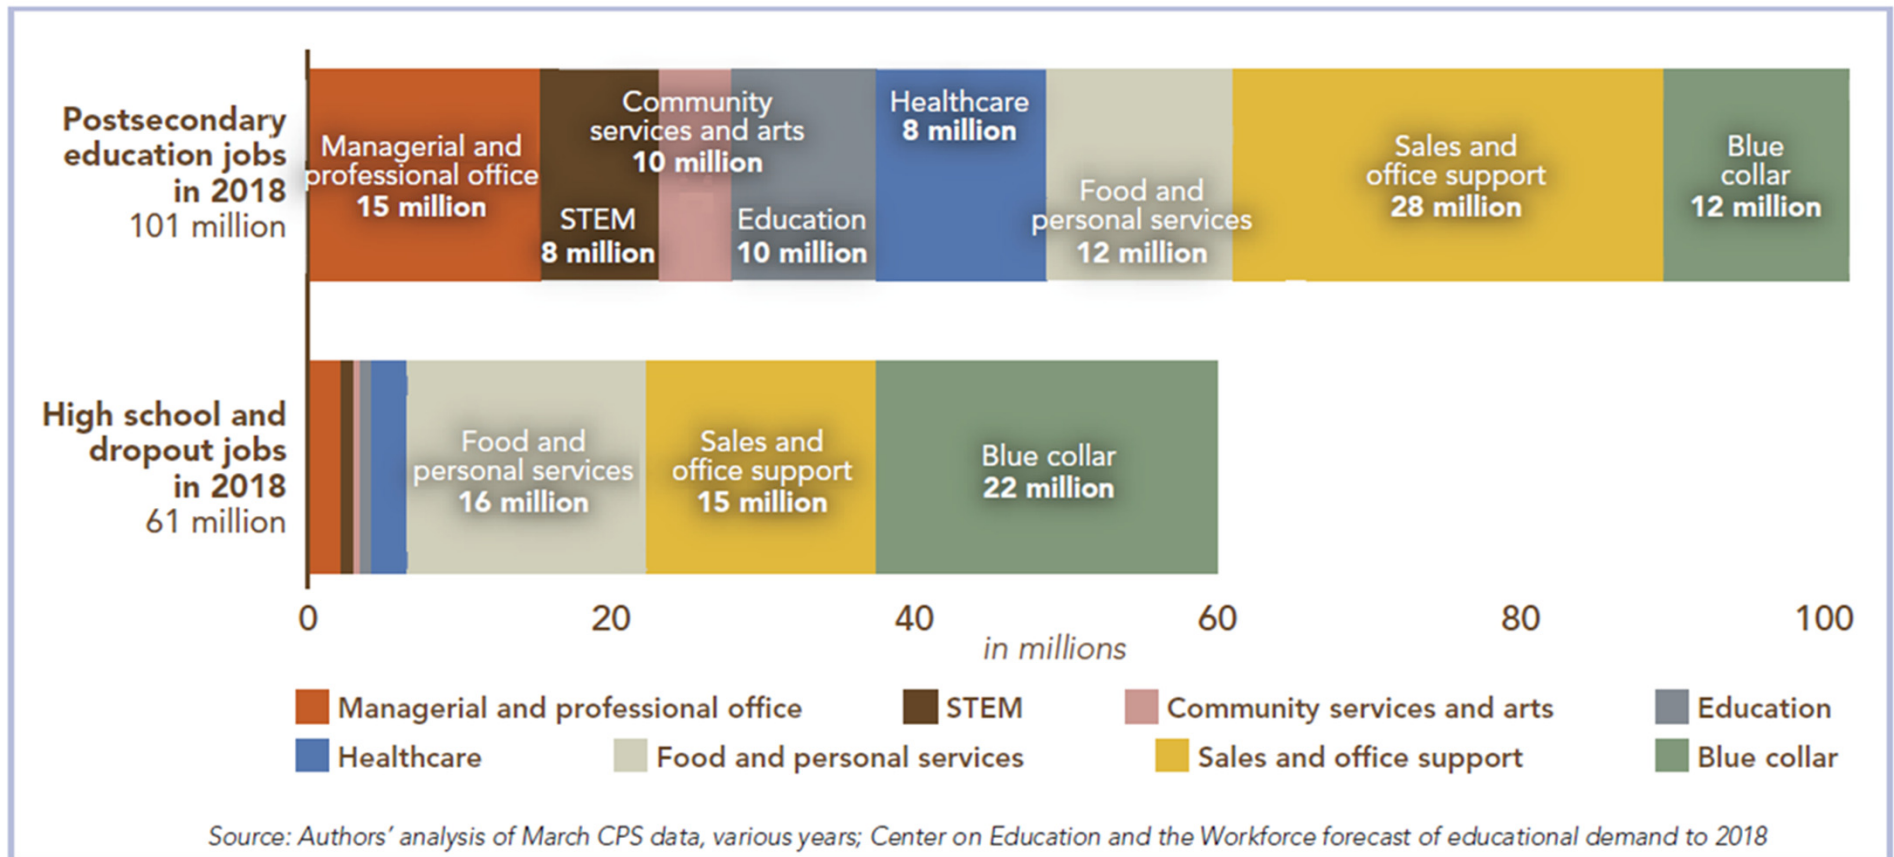 Postsecondary
education jobs
in 2018
101 million
Managerial and
professional office
15 million
STEM
8 million
Community
services and arts
10 million
Education
10 million
Healthcare
8 million
Food and
personal services
12 million
Sales and
office support
28 million
Blue
collar
12 million
High school and
dropout jobs
in 2018
61 million
Food and
personal services
16 million
Sales and
office support
15 million
Blue collar
22 million
0 20 40 60 80 100
in millions
Managerial and professional office STEM Community services and arts Education
Healthcare Food and personal services Sales and office support Blue collar
Source: Authors’ analysis of March CPS data, various years; Center on Education and the Workforce forecast of educational demand to 2018